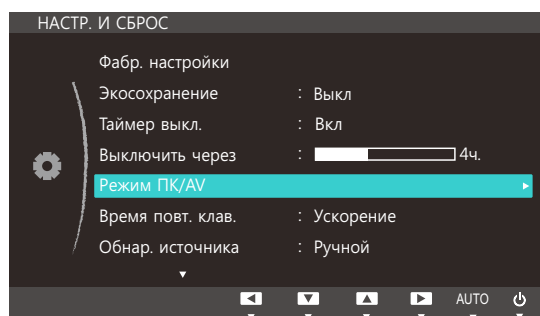 НАСТР. И СБРОС
Фабр. настройки
Экосохранение : Выкл
Таймер выкл. : Вкл
Выключить через : 4ч.
Режим ПК/AV
Время повт. клав. : Ускорение
Обнар. источника : Ручной
AUTO